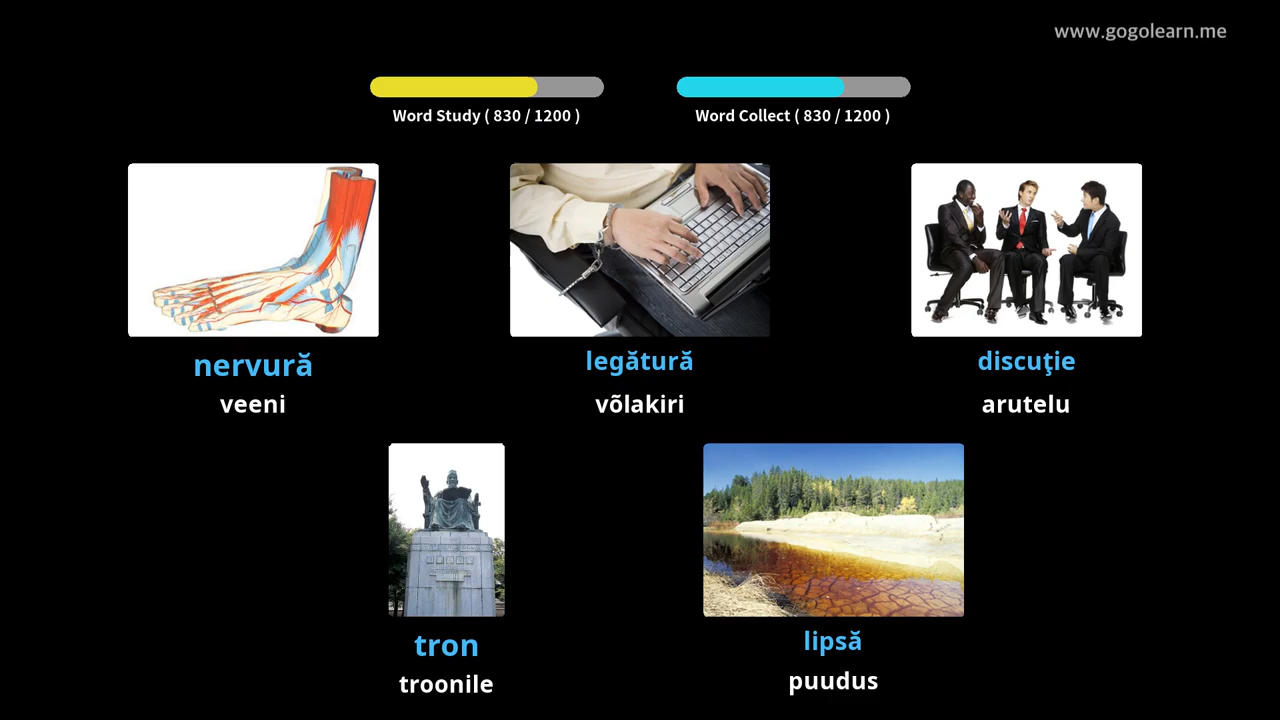 www.gogolearn.me
Word Study ( 830 / 1200 )
Word Collect ( 830 / 1200 )
nervură
veeni
legătură
võlakiri
discuţie
arutelu
tron
troonile
lipsă
puudus